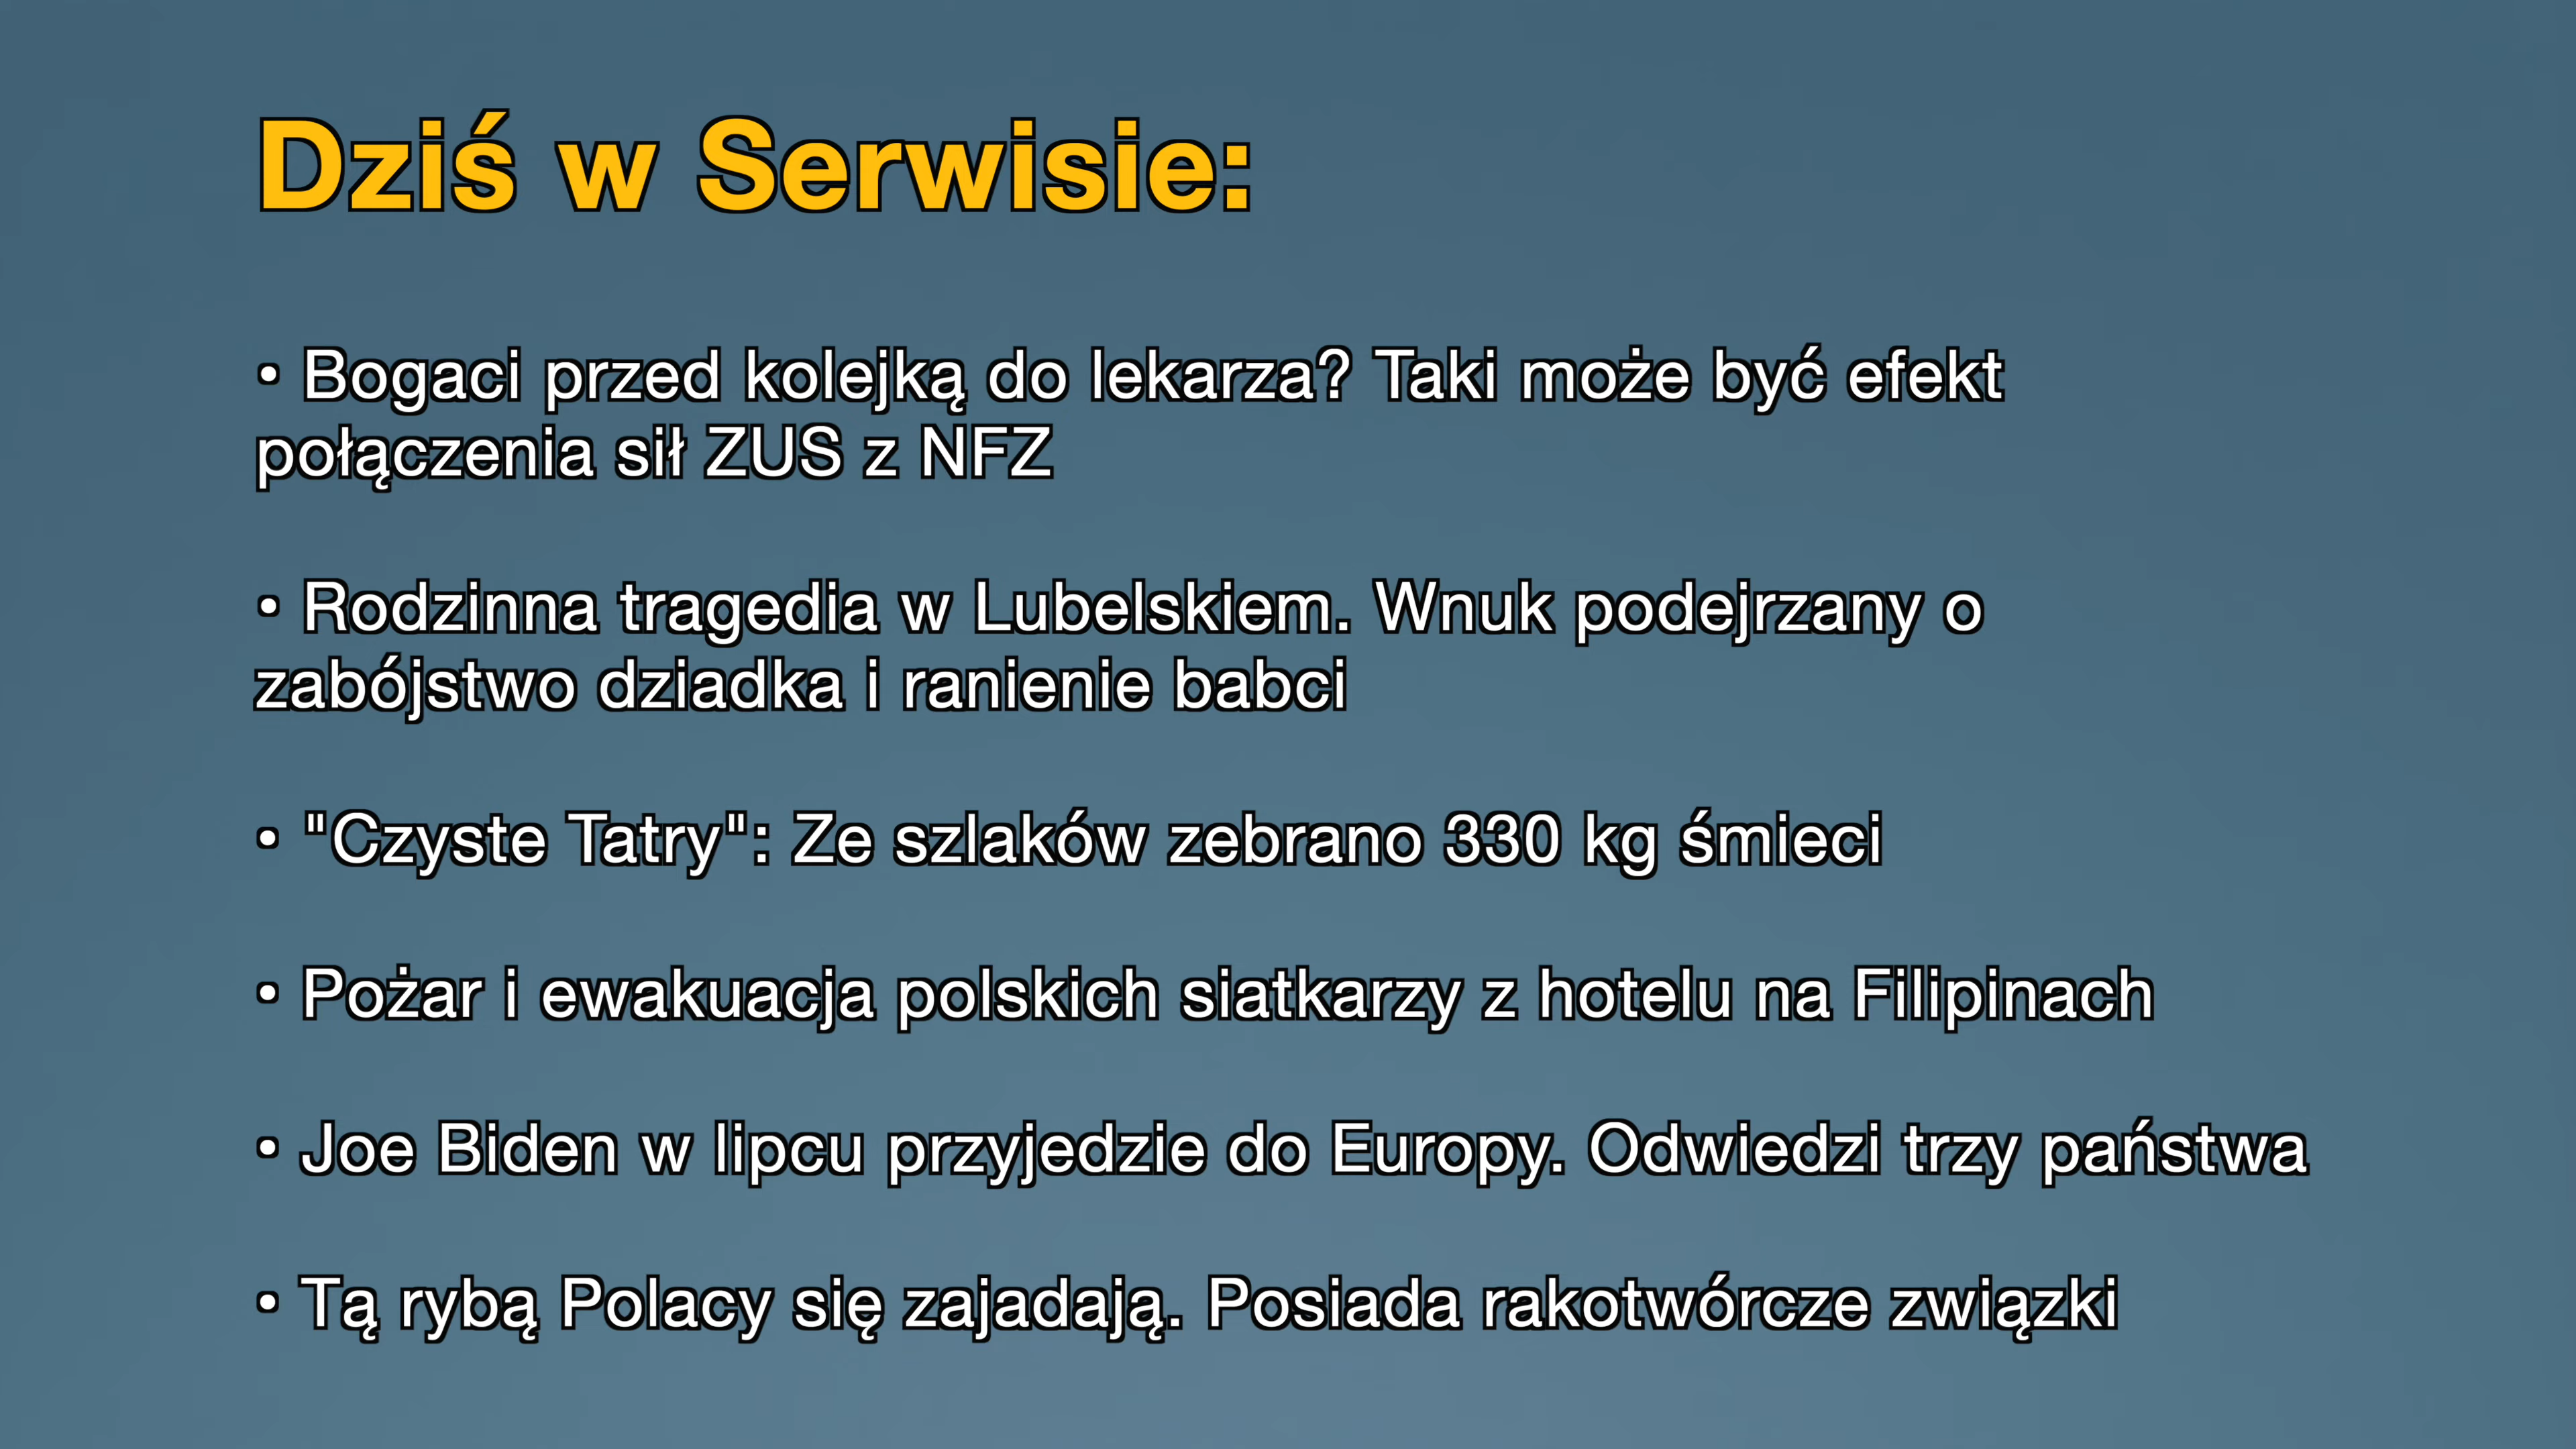 Dziś w Serwisie:
• Bogaci przed kolejką do lekarza? Taki może być efekt
połączenia sił ZUS z NFZ
• Rodzinna tragedia w Lubelskiem. Wnuk podejrzany o
zabójstwo dziadka i ranienie babci
• "Czyste Tatry": Ze szlaków zebrano 330 kg śmieci
• Pożar i ewakuacja polskich siatkarzy z hotelu na Filipinach
• Joe Biden w lipcu przyjedzie do Europy. Odwiedzi trzy państwa
• Tą rybą Polacy się zajadają. Posiada rakotwórcze związki